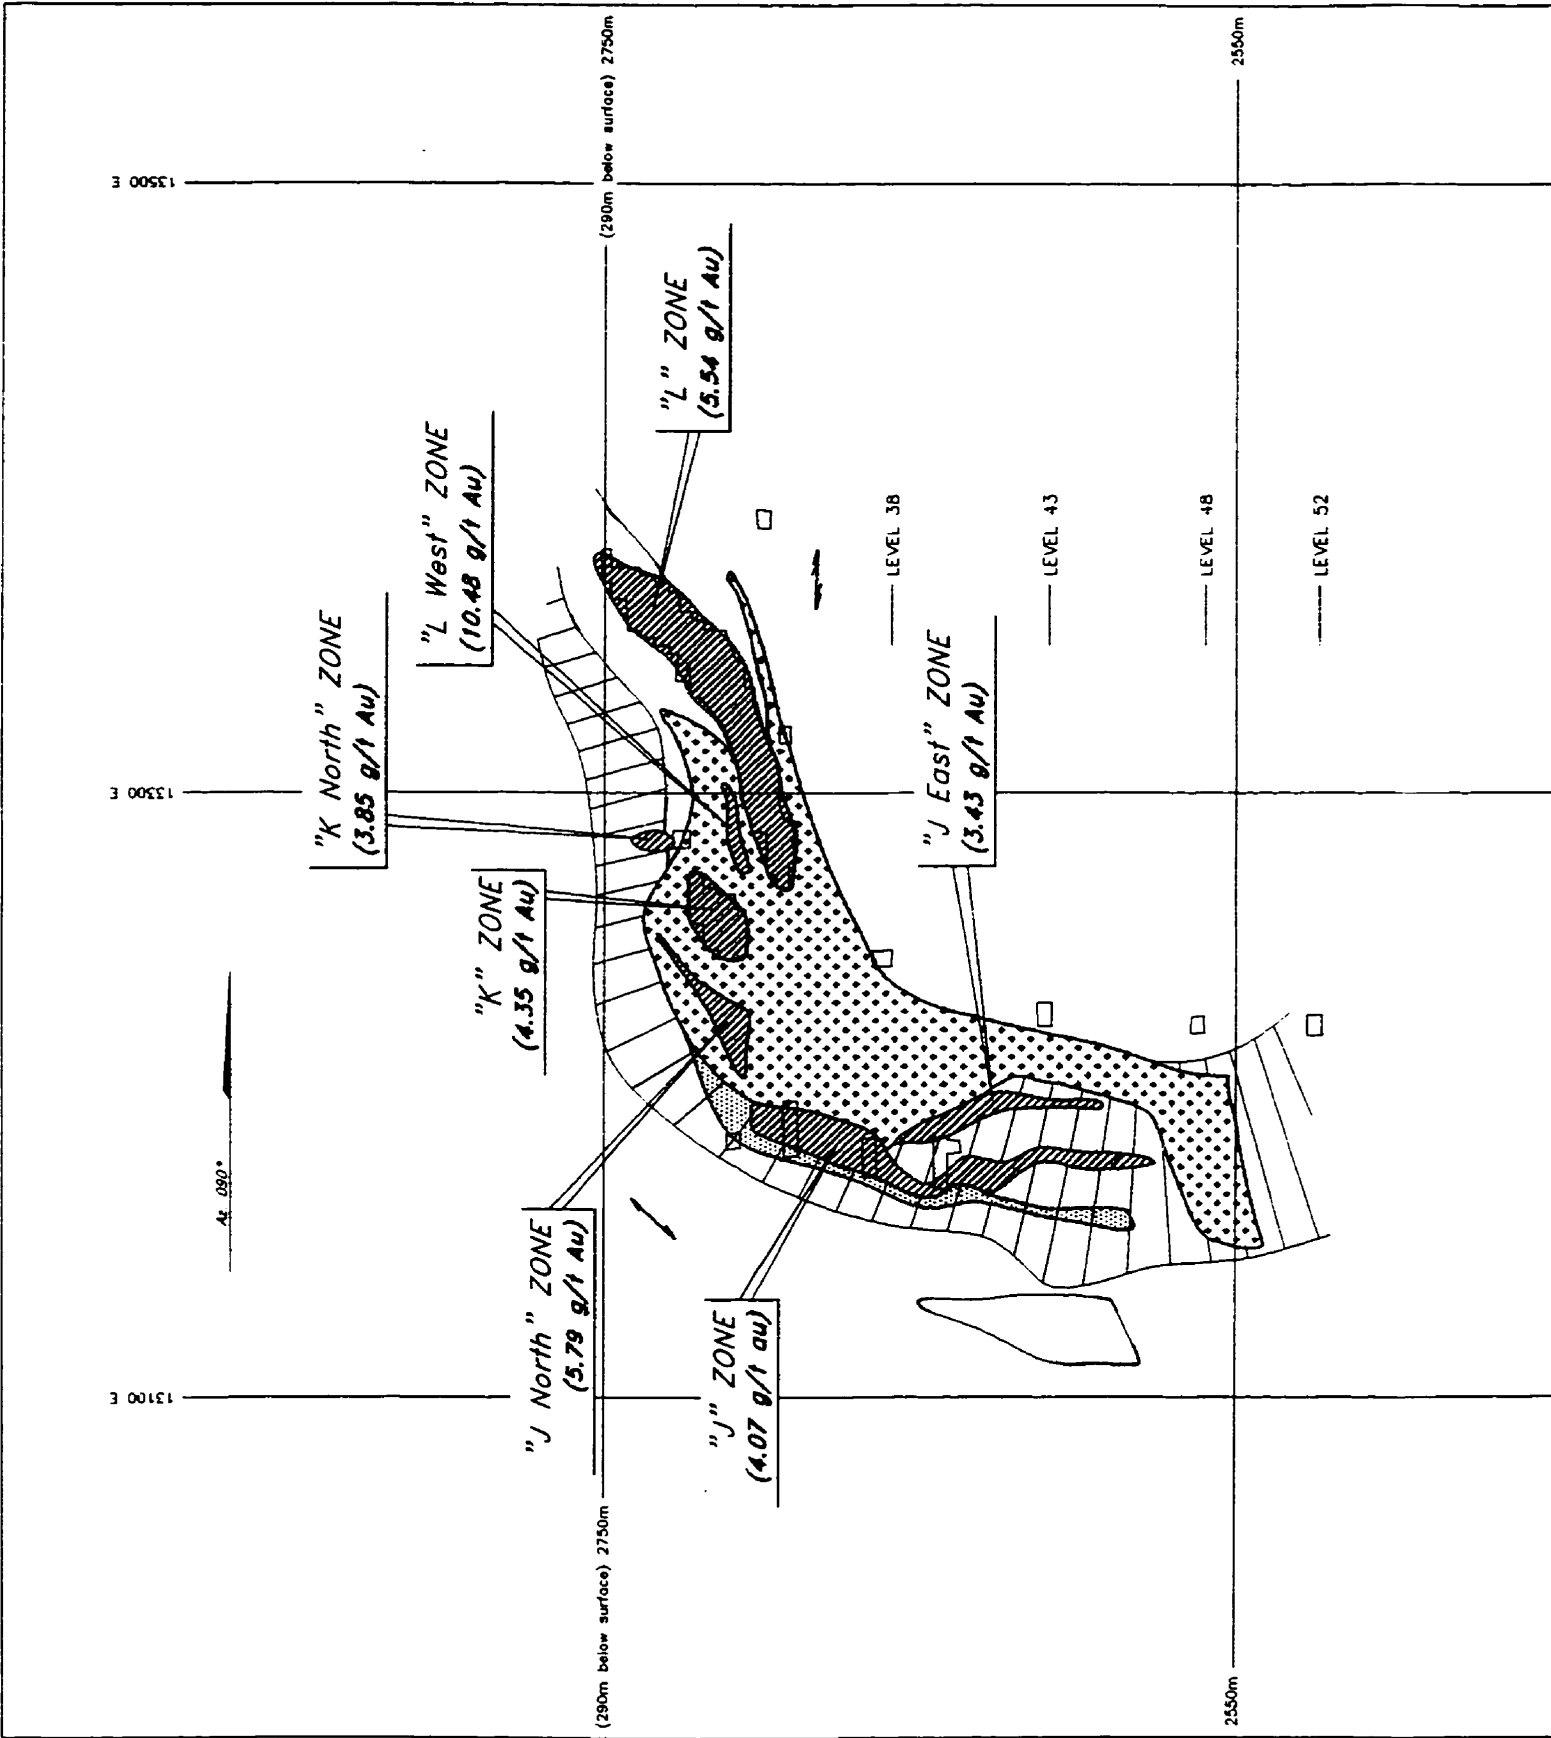 Az 090°
13100 E
13300 E
13500 E
(290m below surface) 2750m
(290m below surface) 2750m
"J North" ZONE
(5.79 g/t Au)
"K" ZONE
(4.35 g/t Au)
"K North" ZONE
(3.85 g/t Au)
"L West" ZONE
(10.48 g/t Au)
"L" ZONE
(5.54 g/t Au)
"J" ZONE
(4.07 g/t au)
"J East" ZONE
(3.43 g/t Au)
LEVEL 38
LEVEL 43
LEVEL 48
LEVEL 52
2550m
2550m